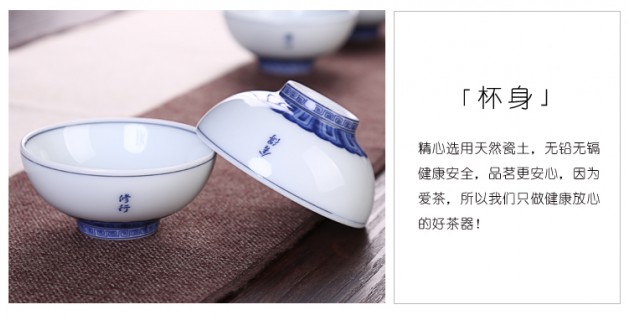 修行
「杯身」
精心选用天然瓷土，无铅无镉
健康安全，品茗更安心，因为
爱茶，所以我们只做健康放心
的好茶器！